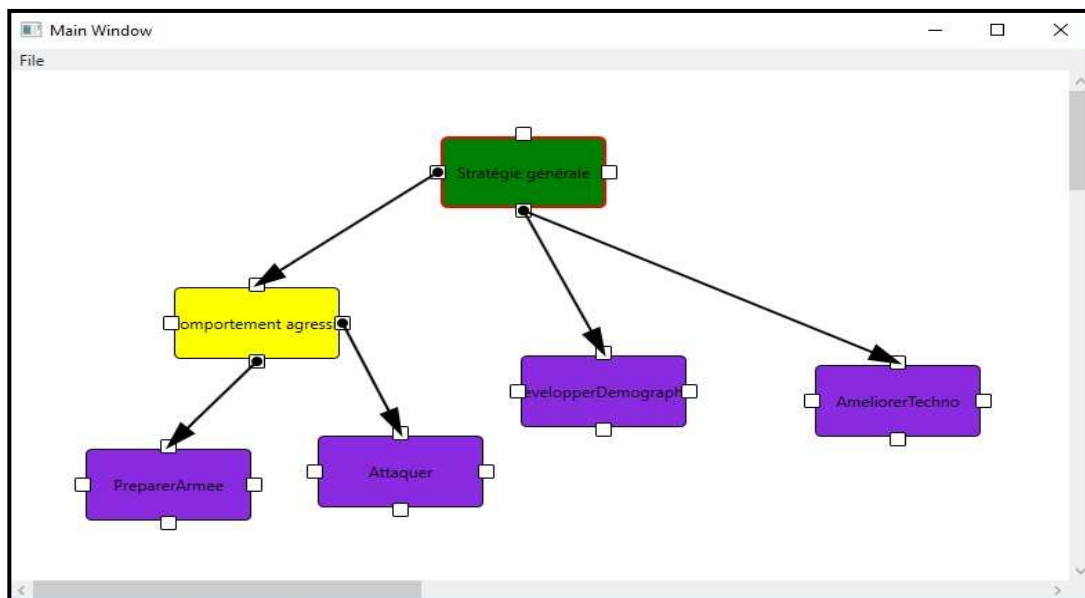 Main Window
File
Stratégie générale
omportement agress
evelopperDemograph
AmeliorerTechno
Attaquer
PreparerArmee